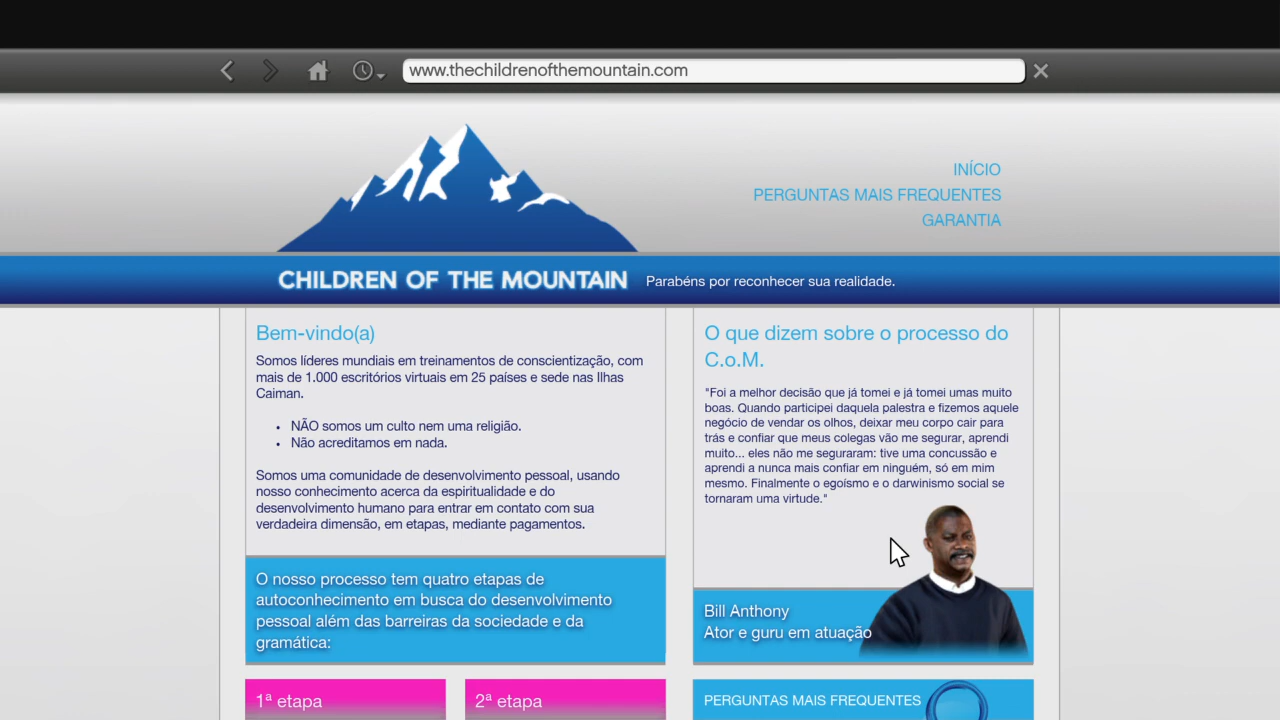 www.thechildrenofthemountain.com
INÍCIO
PERGUNTAS MAIS FREQUENTES
GARANTIA
CHILDREN OF THE MOUNTAIN
Parabéns por reconhecer sua realidade.
Bem-vindo(a)
Somos líderes mundiais em treinamentos de conscientização, com
mais de 1.000 escritórios virtuais em 25 países e sede nas Ilhas
Caiman.
• NÃO somos um culto nem uma religião.
• Não acreditamos em nada.
Somos uma comunidade de desenvolvimento pessoal, usando
nosso conhecimento acerca da espiritualidade e do
desenvolvimento humano para entrar em contato com sua
verdadeira dimensão, em etapas, mediante pagamentos.
O nosso processo tem quatro etapas de
autoconhecimento em busca do desenvolvimento
pessoal além das barreiras da sociedade e da
gramática:
1ª etapa
2ª etapa
O que dizem sobre o processo do
C.o.M.
"Foi a melhor decisão que já tomei e já tomei umas muito
boas. Quando participei daquela palestra e fizemos aquele
negócio de vendar os olhos, deixar meu corpo cair para
trás e confiar que meus colegas vão me segurar, aprendi
muito... eles não me seguraram: tive uma concussão e
aprendi a nunca mais confiar em ninguém, só em mim
mesmo. Finalmente o egoísmo e o darwinismo social se
tornaram uma virtude."
Bill Anthony
Ator e guru em atuação
PERGUNTAS MAIS FREQUENTES